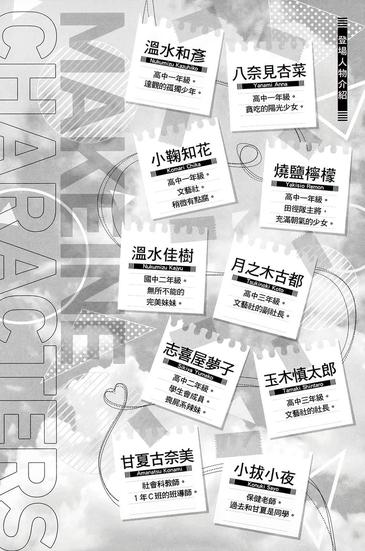 登場人物介紹
MAKEINE
CHARACTERS
溫水和彥
Nukumizu Kazuhiko
高中一年級。
達觀的孤獨少年。
八奈見杏菜
Yanami Anna
高中一年級。
貪吃的陽光少女。
小鞠知花
Komari Chika
高中一年級。
文藝社。
稍微有點腐。
燒鹽檸檬
Yakisio Remon
高中一年級。
田徑隊主將。
充滿朝氣的少女。
溫水佳樹
Nukumizu Kaju
國中二年級。
無所不能的
完美妹妹。
月之木古都
Tsukinoki Koto
高中三年級。
文藝社的副社長。
志喜屋夢子
Sikiya Yumeko
高中二年級。
學生會成員。
喪屍系辣妹。
玉木慎太郎
Tamaki Shintaro
高中三年級。
文藝社的社長。
甘夏古奈美
Amanatsu Konami
社會科教師。
1年C班的班導師。
小拔小夜
Konuki Sayo
保健老師。
過去和甘夏是同學。